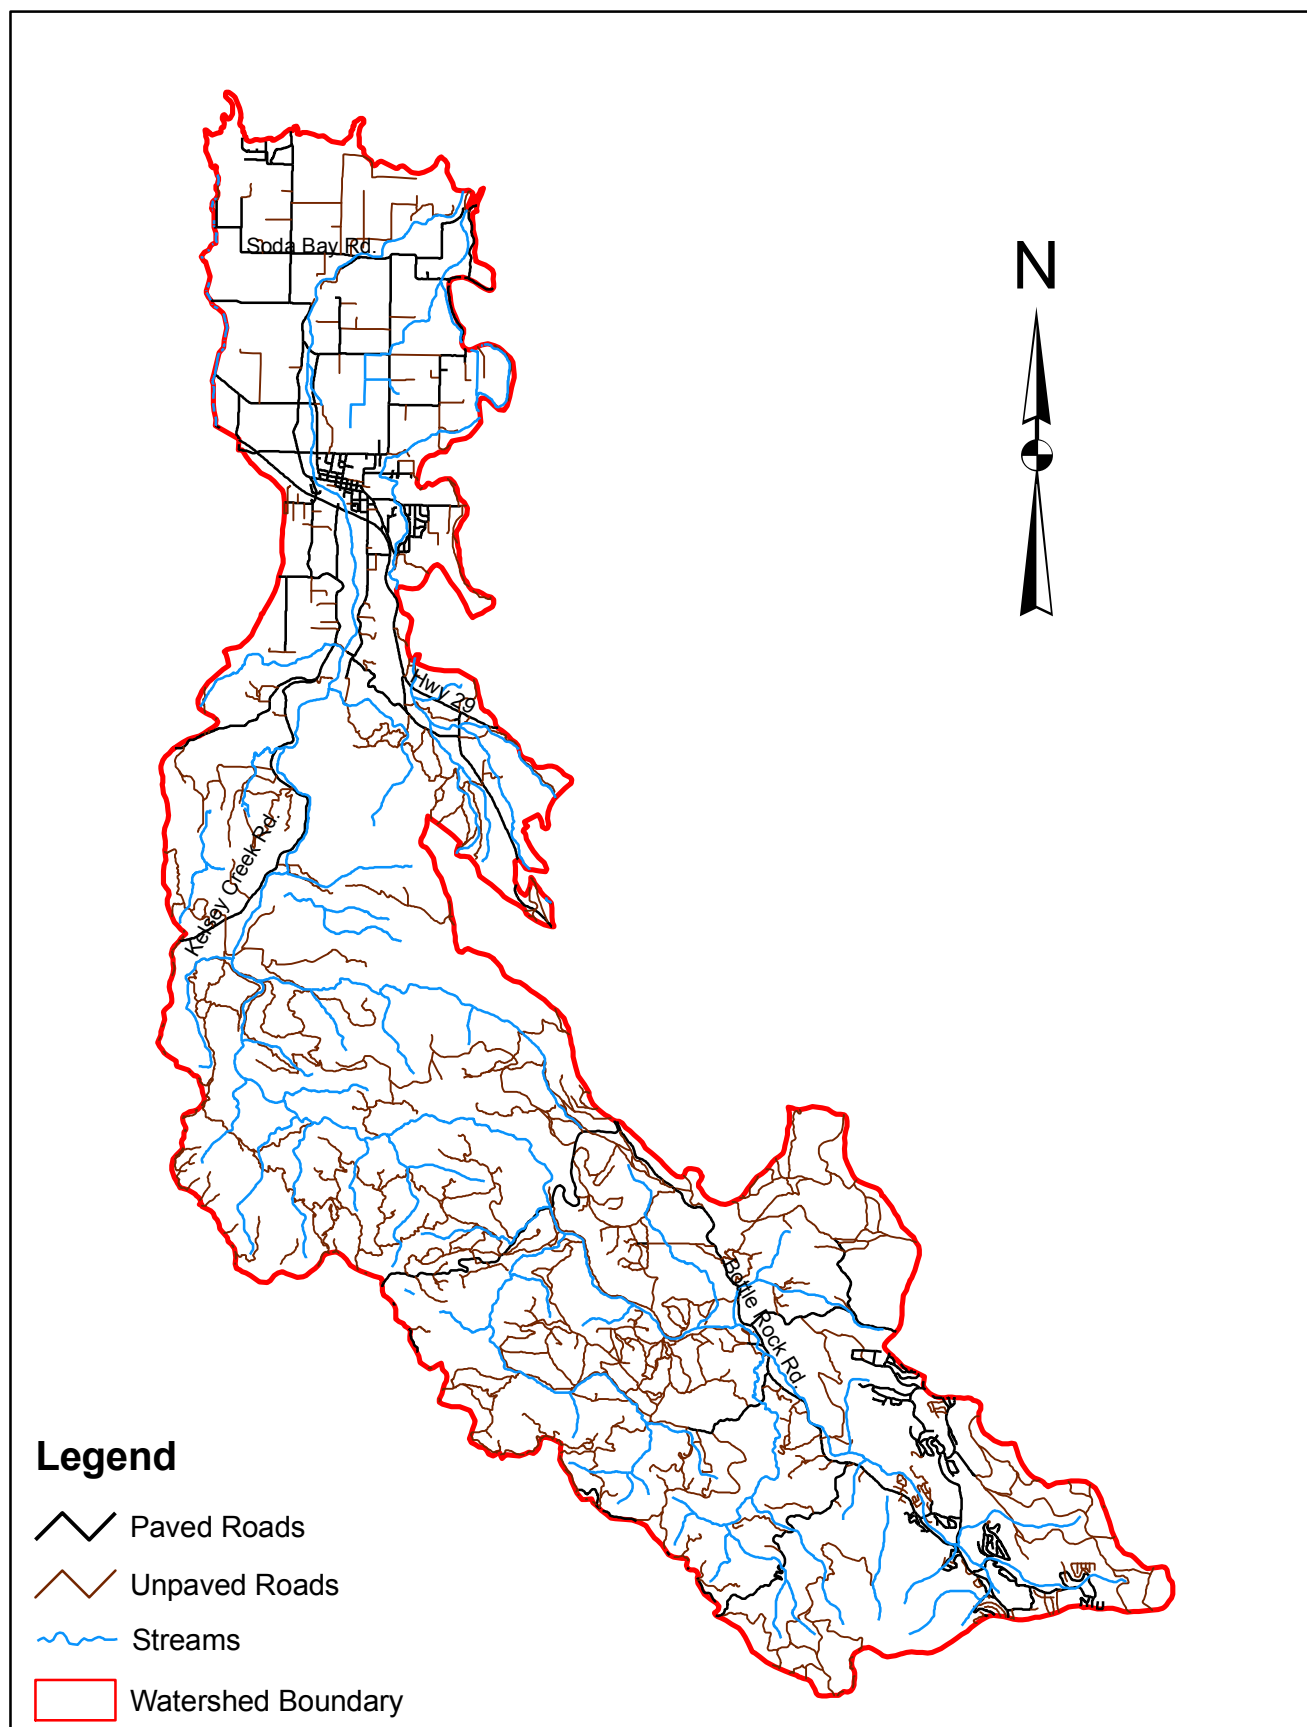 Soda Bay Rd.
N
Hwy 29
Kelsey Creek Rd.
Bottle Rock Rd.
Legend
Paved Roads
Unpaved Roads
Streams
Watershed Boundary